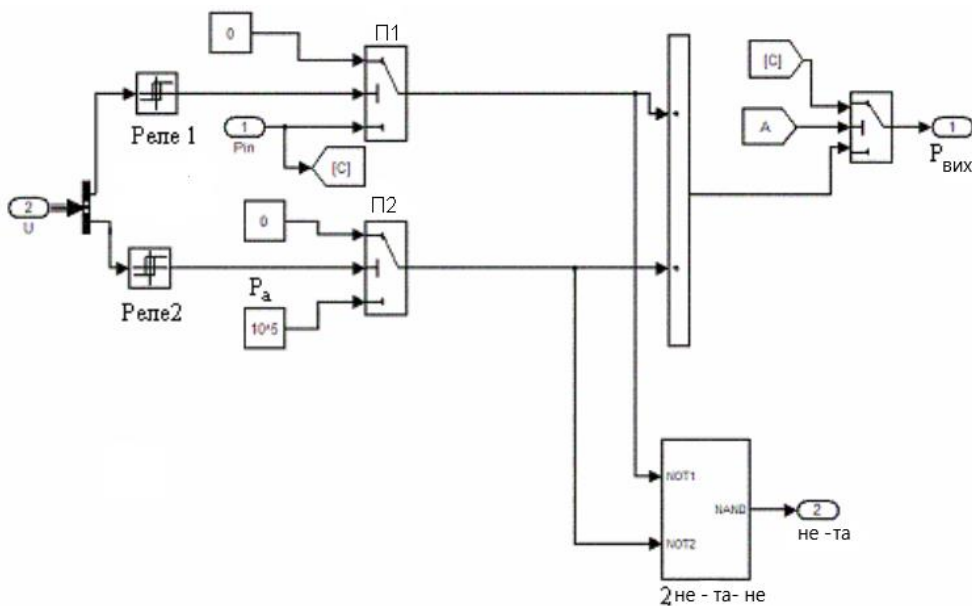 П1
0
Реле 1
1
Pin
[C]
[C]
A
1
Pвих
2
U
П2
0
Реле2
Pа
10^5
NOT1
NAND
NOT2
2
не -та
2не - та- не